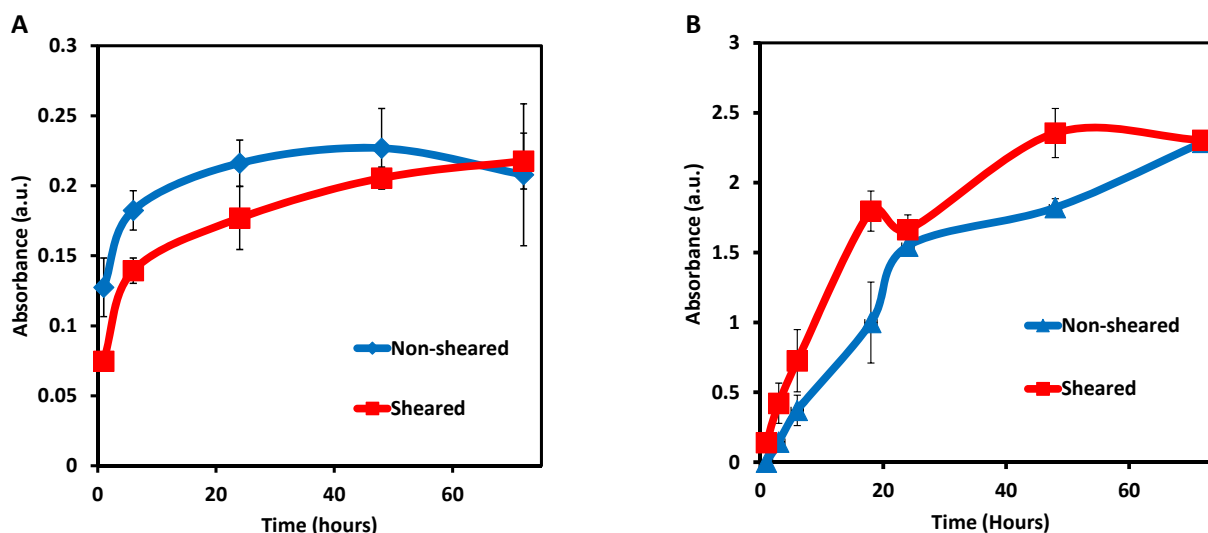 A
0.3
0.25
0.2
0.15
0.1
0.05
0
0
20
40
60
Absorbance (a.u.)
Time (hours)
Non-sheared
Sheared
B
3
2.5
2
1.5
1
0.5
0
0
20
40
60
Absorbance (a.u.)
Time (Hours)
Non-sheared
Sheared